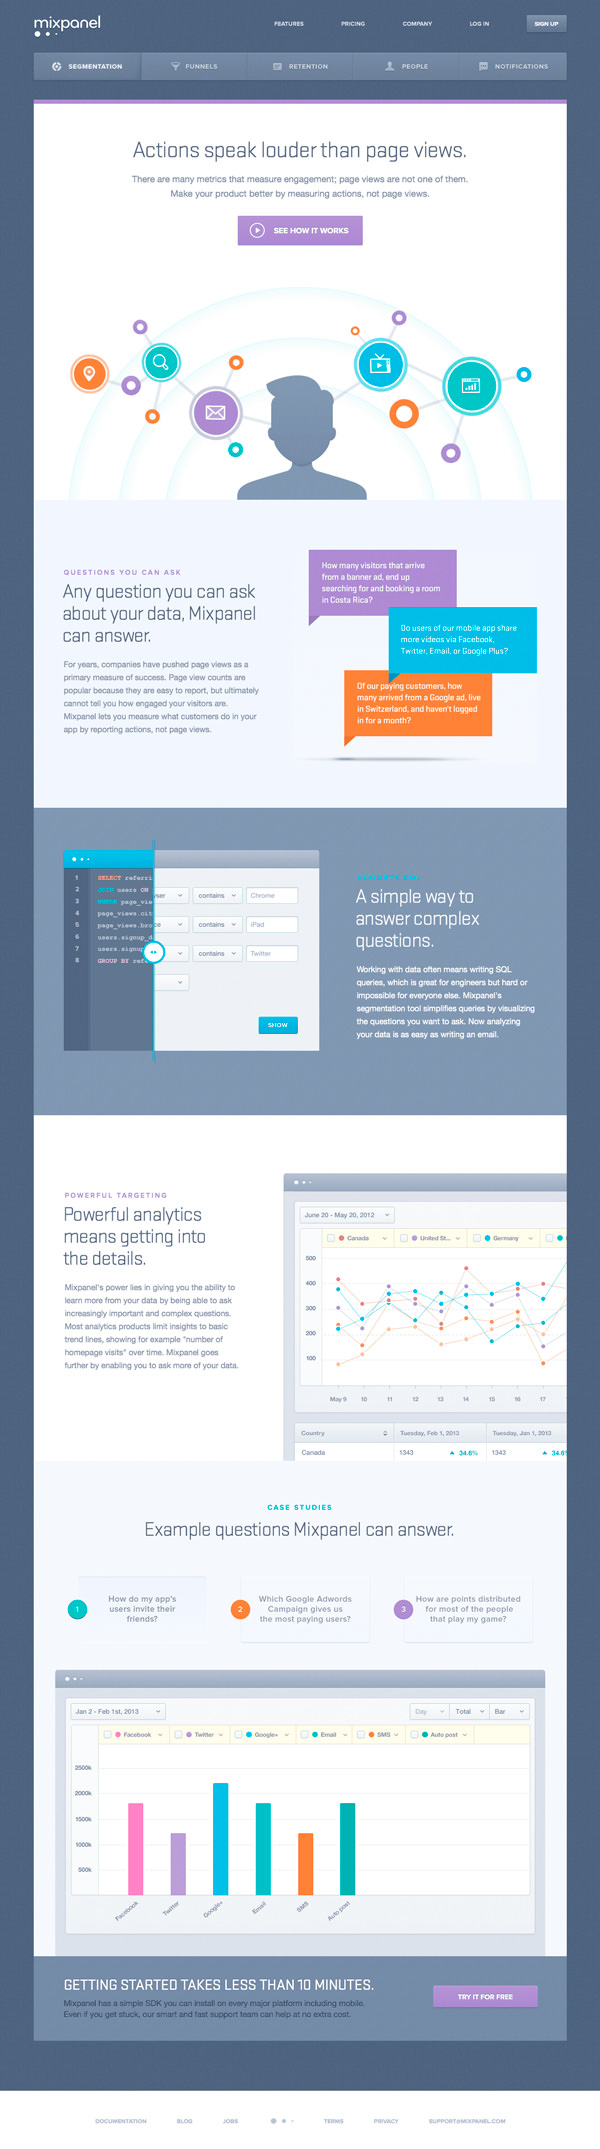 mixpanel
FEATURES PRICING COMPANY LOG IN SIGN UP
SEGMENTATION FUNNELS RETENTION PEOPLE NOTIFICATIONS
Actions speak louder than page views.
There are many metrics that measure engagement; page views are not one of them.
Make your product better by measuring actions, not page views.
SEE HOW IT WORKS
QUESTIONS YOU CAN ASK
Any question you can ask
about your data, Mixpanel
can answer.
For years, companies have pushed page views as a
primary measure of success. Page view counts are
popular because they are easy to report, but ultimately
cannot tell you how engaged your visitors are.
Mixpanel lets you measure what customers do in your
app by reporting actions, not page views.
How many visitors that arrive
from a banner ad, end up
searching for and booking a room
in Costa Rica?
Do users of our mobile app share
more videos via Facebook,
Twitter, Email, or Google Plus?
Of our paying customers, how
many arrived from a Google ad, live
in Switzerland, and haven't logged
in for a month?
1 SELECT referri
2 JOIN users ON
3 page_vie
4 page_views.cit
5 page_views.bro
6 users.signup_d
7 users.signup
8 GROUP BY refe
wser contains Chrome
ce contains iPad
contains Twitter
SHOW
A simple way to
answer complex
questions.
Working with data often means writing SQL
queries, which is great for engineers but hard or
impossible for everyone else. Mixpanel's
segmentation tool simplifies queries by visualizing
the questions you want to ask. Now analyzing
your data is as easy as writing an email.
POWERFUL TARGETING
Powerful analytics
means getting into
the details.
Mixpanel's power lies in giving you the ability to
learn more from your data by being able to ask
increasingly important and complex questions.
Most analytics products limit insights to basic
trend lines, showing for example "number of
homepage visits" over time. Mixpanel goes
further by enabling you to ask more of your data.
June 20 - May 20, 2012
Canada United St... Germany
500
400
300
200
100
May 9 10 11 12 13 14 15 16 17
Country Tuesday, Feb 1, 2013 Tuesday, Jan 1, 2013
Canada 1343 34.6% 1343 34.6%
CASE STUDIES
Example questions Mixpanel can answer.
1
How do my app's
users invite their
friends?
2
Which Google Adwords
Campaign gives us
the most paying users?
3
How are points distributed
for most of the people
that play my game?
Jan 2 - Feb 1st, 2013 Day Total Bar
Facebook Twitter Google+ Email SMS Auto post
2500k
2000k
1500k
1000k
500k
Facebook Twitter Google+ Email SMS Auto post
GETTING STARTED TAKES LESS THAN 10 MINUTES.
Mixpanel has a simple SDK you can install on every major platform including mobile.
Even if you get stuck, our smart and fast support team can help at no extra cost.
TRY IT FOR FREE
DOCUMENTATION BLOG JOBS TERMS PRIVACY SUPPORT@MIXPANEL.COM